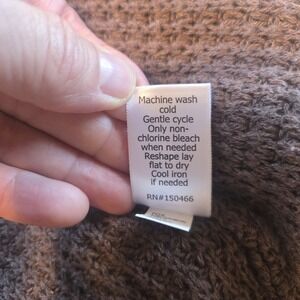 Machine wash
cold
Gentle cycle
Only non-
chlorine bleach
when needed
Reshape lay
flat to dry
Cool iron
if needed
RN#150466